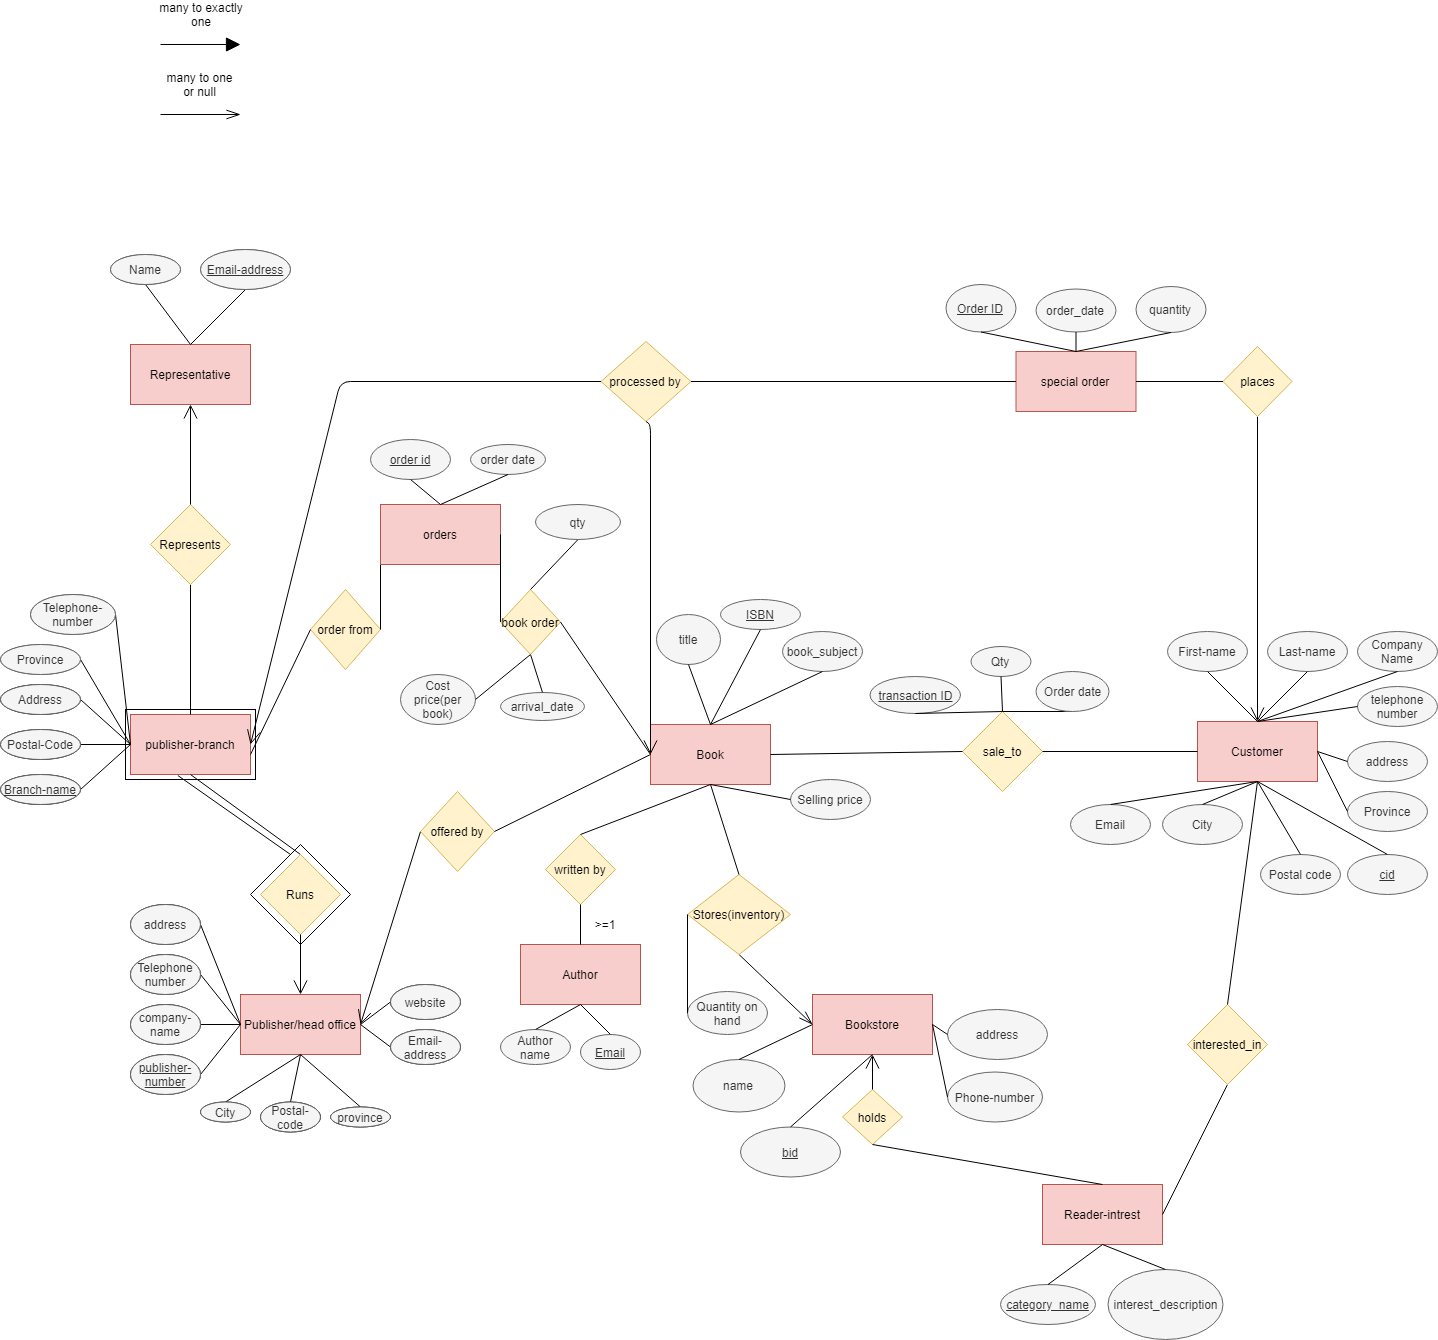 many to exactly
one
many to one
or null
Name
Email-address
Representative
Order ID
order_date
quantity
processed by
special order
places
order id
order date
orders
qty
Represents
book order
order from
Telephone-
number
Province
Address
Postal-Code
Branch-name
publisher-branch
Cost
price(per
book)
arrival_date
title
ISBN
book_subject
Book
Selling price
transaction ID
Qty
Order date
sale_to
First-name
Last-name
Company
Name
telephone
number
Customer
address
Province
Email
City
Postal code
cid
offered by
written by
>=1
Stores(inventory)
Runs
address
Telephone
number
company-
name
publisher-
number
Publisher/head office
website
Email-
address
City
Postal-
code
province
Author
Author
name
Email
Quantity on
hand
Bookstore
address
Phone-number
name
bid
holds
interested_in
Reader-intrest
category_name
interest_description